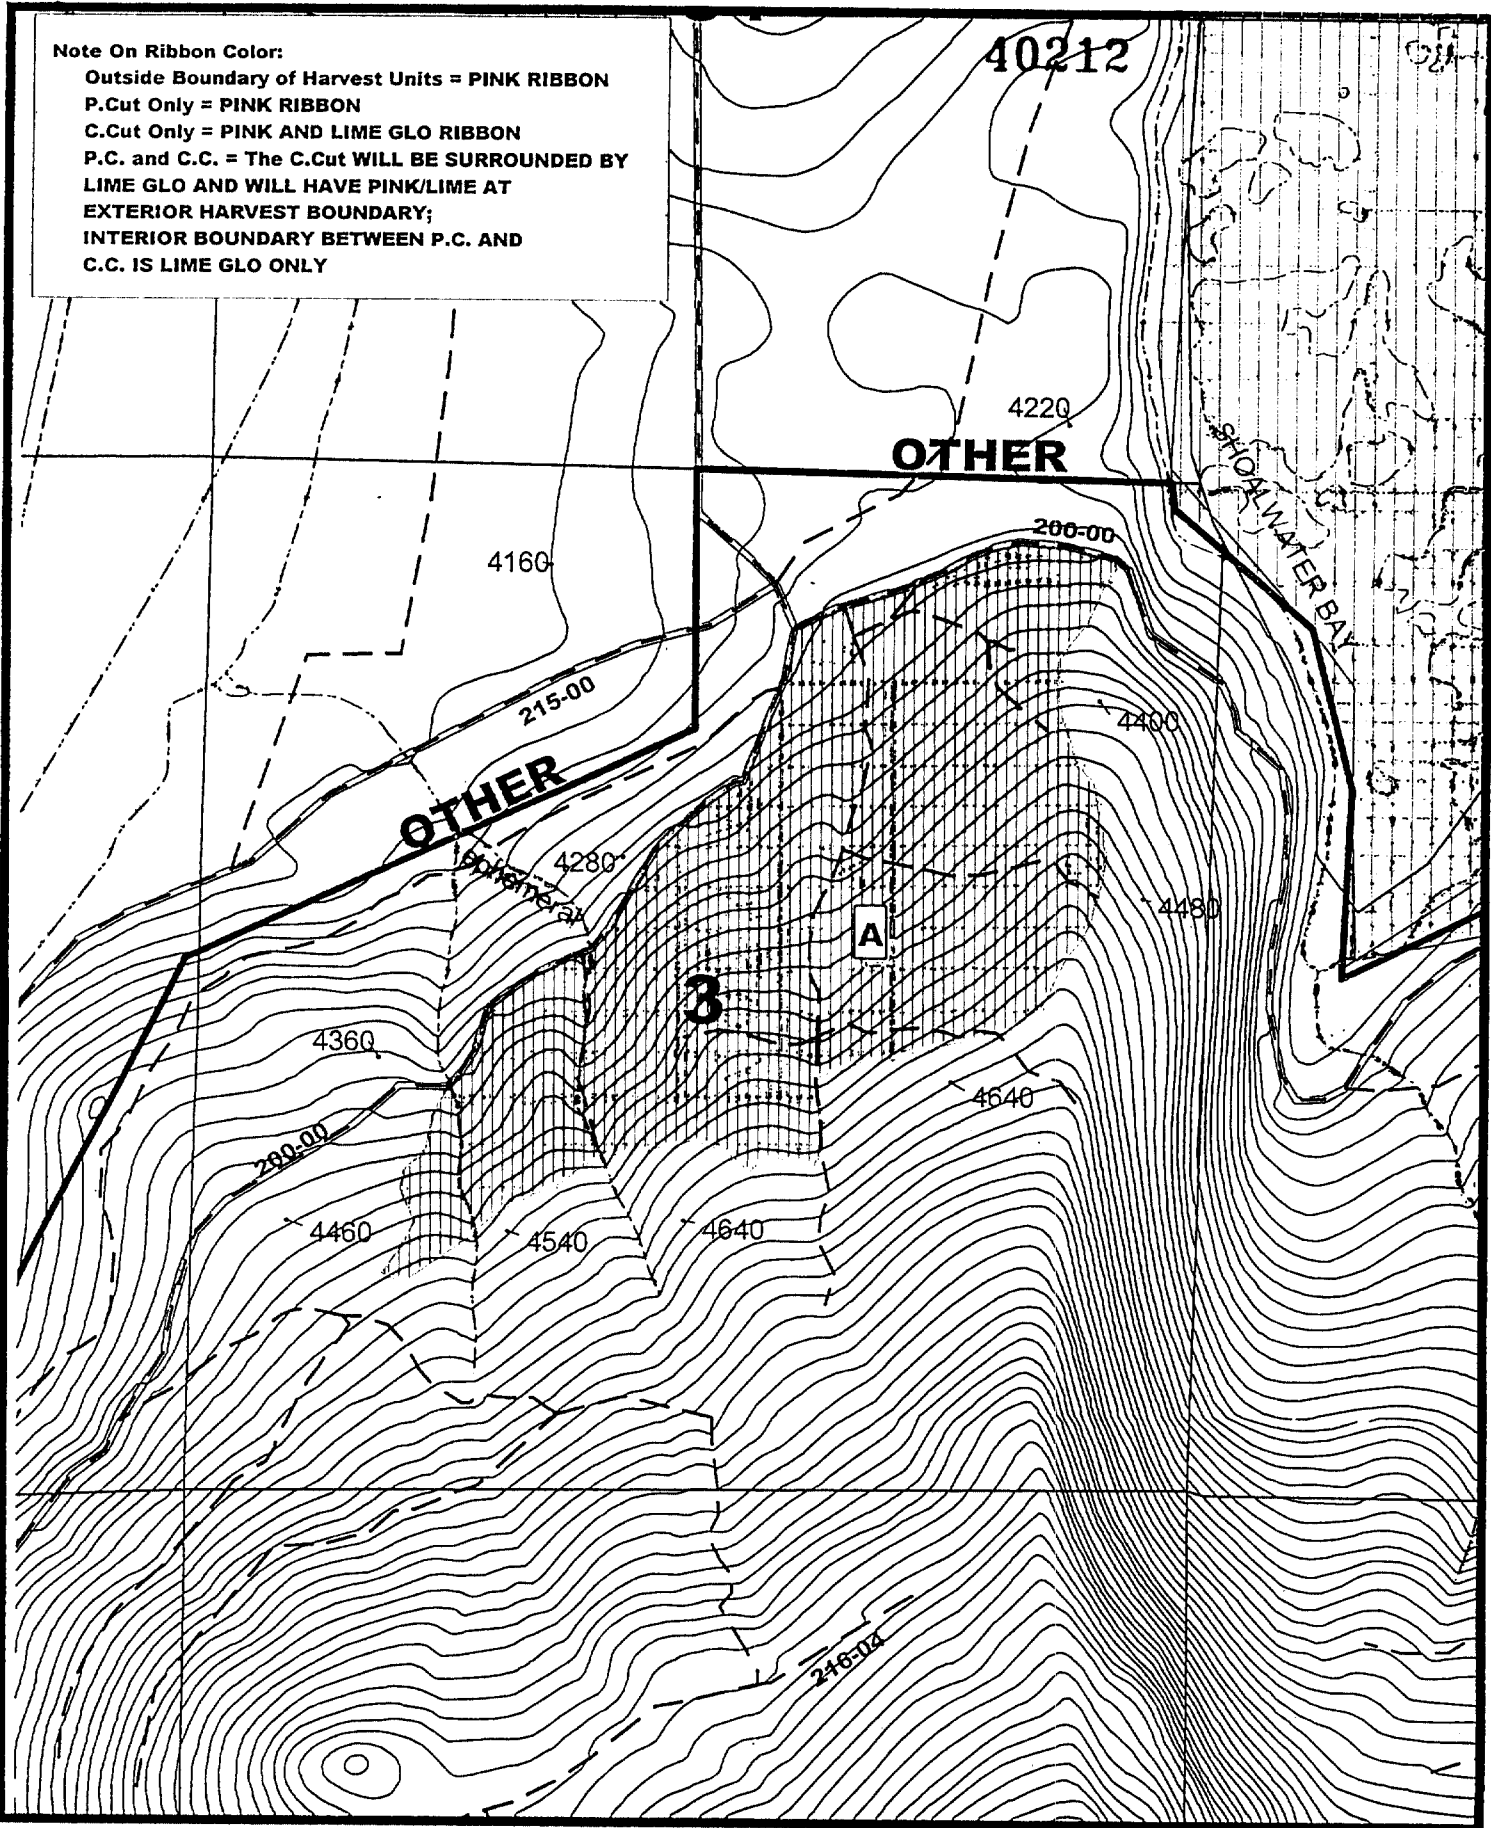 Note On Ribbon Color:
Outside Boundary of Harvest Units = PINK RIBBON
P.Cut Only = PINK RIBBON
C.Cut Only = PINK AND LIME GLO RIBBON
P.C. and C.C. = The C.Cut WILL BE SURROUNDED BY
LIME GLO AND WILL HAVE PINK/LIME AT
EXTERIOR HARVEST BOUNDARY;
INTERIOR BOUNDARY BETWEEN P.C. AND
C.C. IS LIME GLO ONLY
40212
4220
OTHER
SHOALWATER BAY
200-00
4160
215-00
4400
OTHER
4280
ephemeral
4480
A
3
4360
4640
200-00
4460
4540
4640
216-04